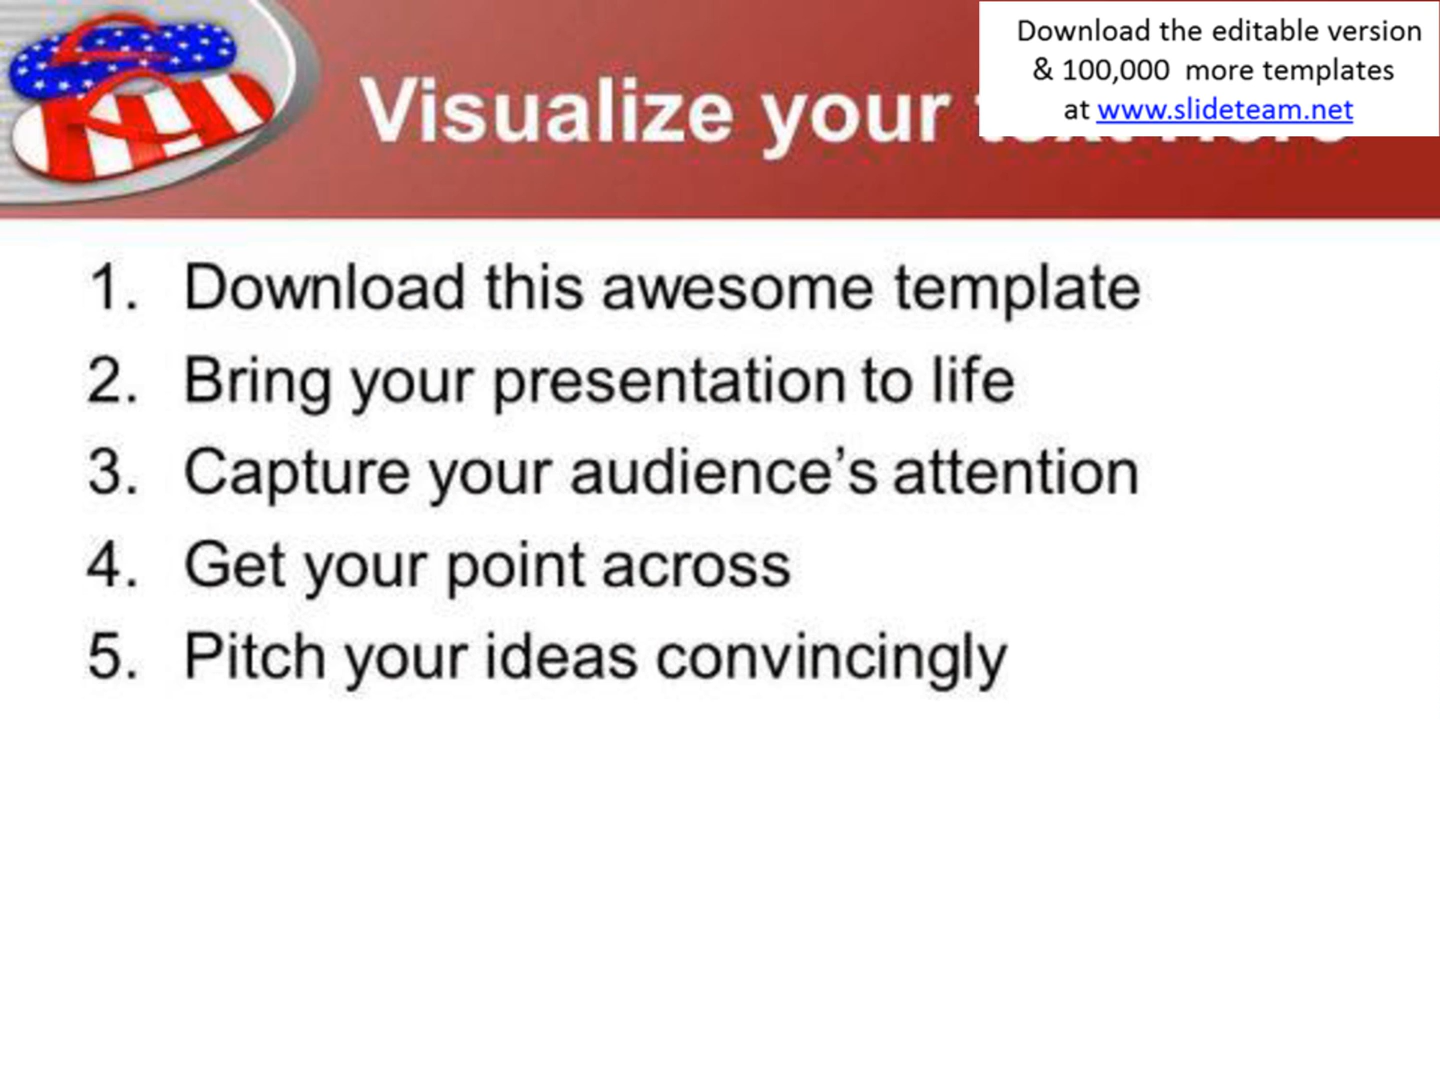 Download the editable version
& 100,000 more templates
at www.slideteam.net
Visualize your
1. Download this awesome template
2. Bring your presentation to life
3. Capture your audience’s attention
4. Get your point across
5. Pitch your ideas convincingly